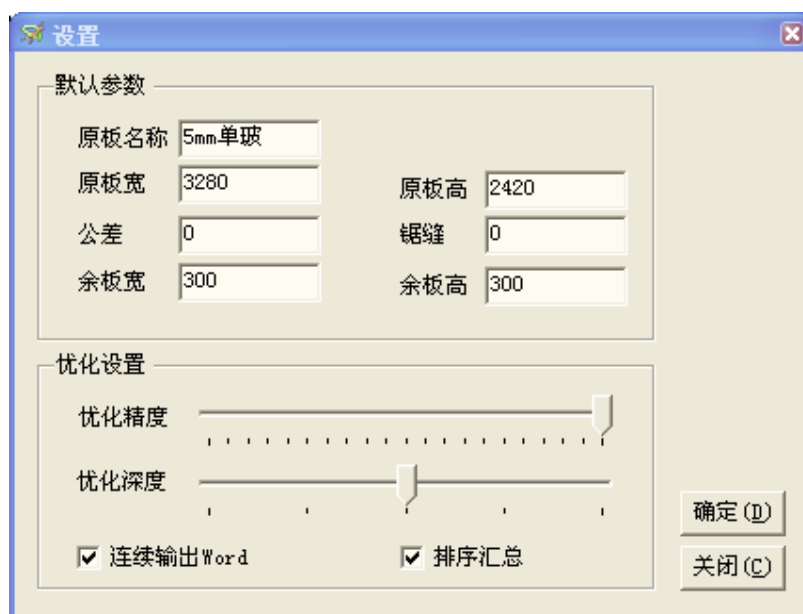 设置
默认参数
原板名称 5mm单玻
原板宽 3280 原板高 2420
公差 0 锯缝 0
余板宽 300 余板高 300
优化设置
优化精度
优化深度
连续输出Word 排序汇总
确定(D)
关闭(C)